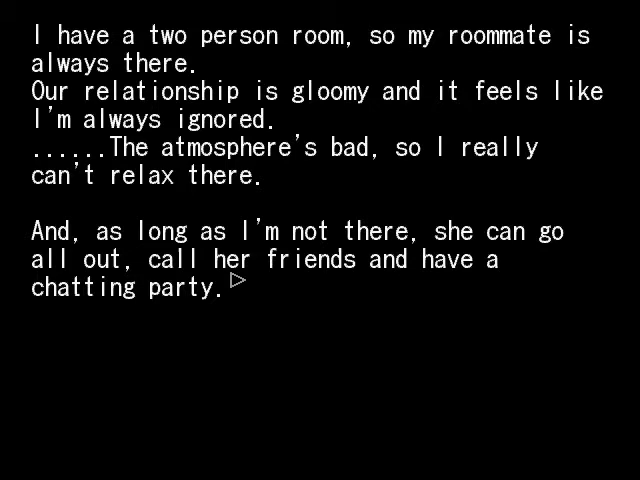 I have a two person room, so my roommate is
always there.
Our relationship is gloomy and it feels like
I'm always ignored.
......The atmosphere's bad, so I really
can't relax there.
And, as long as I'm not there, she can go
all out, call her friends and have a
chatting party.